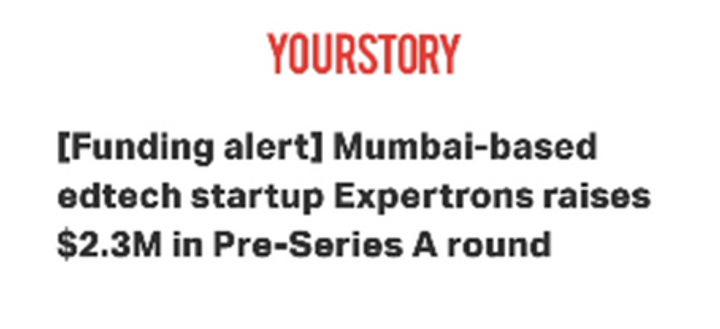 YOURSTORY
[Funding alert] Mumbai-based
edtech startup Expertrons raises
$2.3M in Pre-Series A round